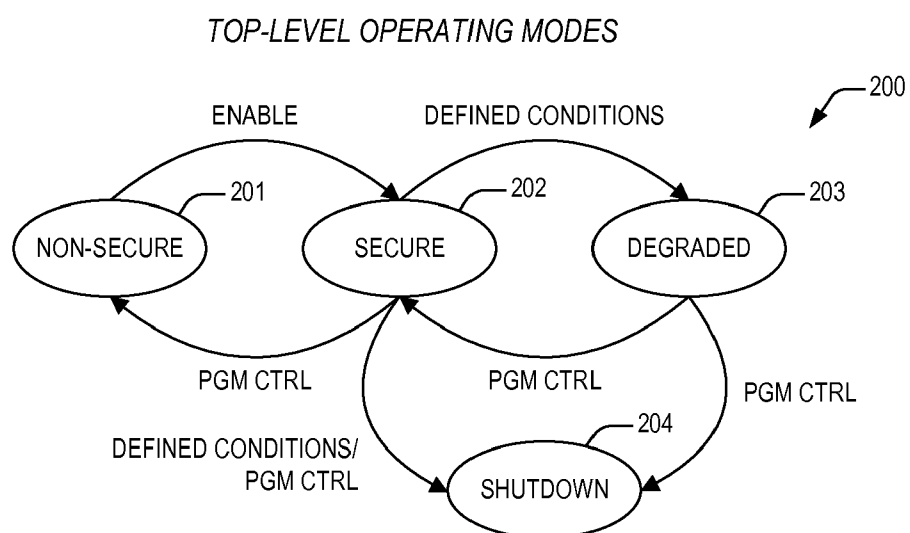 TOP-LEVEL OPERATING MODES
200
ENABLE
DEFINED CONDITIONS
201
202
203
NON-SECURE
SECURE
DEGRADED
PGM CTRL
PGM CTRL
PGM CTRL
204
DEFINED CONDITIONS/
PGM CTRL
SHUTDOWN